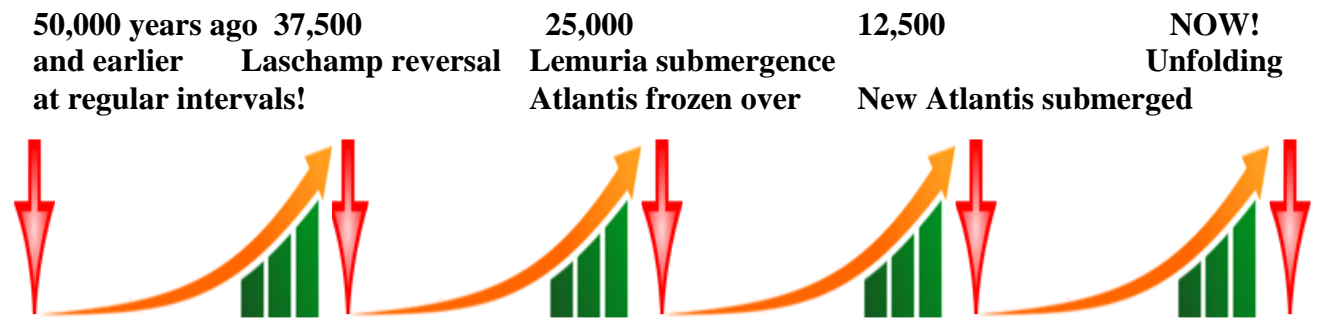 50,000 years ago 37,500 25,000 12,500 NOW!
and earlier Laschamp reversal Lemuria submergence Unfolding
at regular intervals! Atlantis frozen over New Atlantis submerged